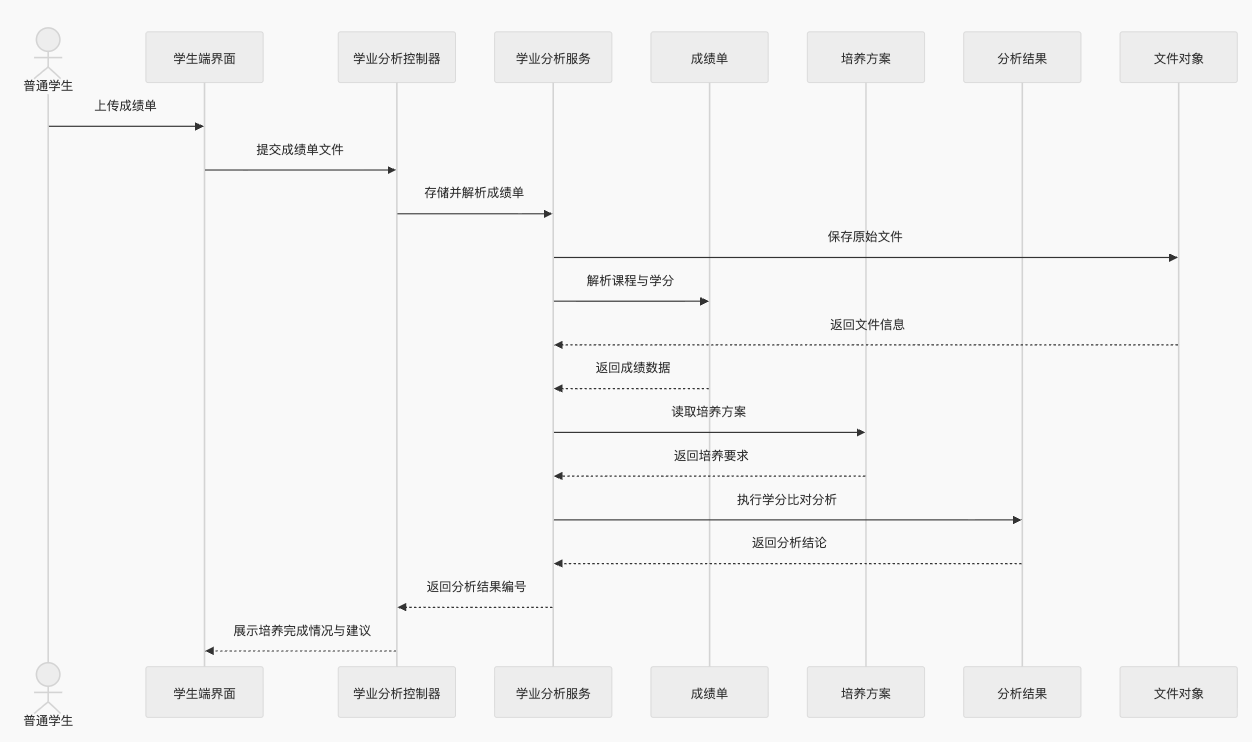 普通学生
学生端界面
学业分析控制器
学业分析服务
成绩单
培养方案
分析结果
文件对象
上传成绩单
提交成绩单文件
存储并解析成绩单
保存原始文件
解析课程与学分
返回文件信息
返回成绩数据
读取培养方案
返回培养要求
执行学分比对分析
返回分析结论
返回分析结果编号
展示培养完成情况与建议
普通学生
学生端界面
学业分析控制器
学业分析服务
成绩单
培养方案
分析结果
文件对象